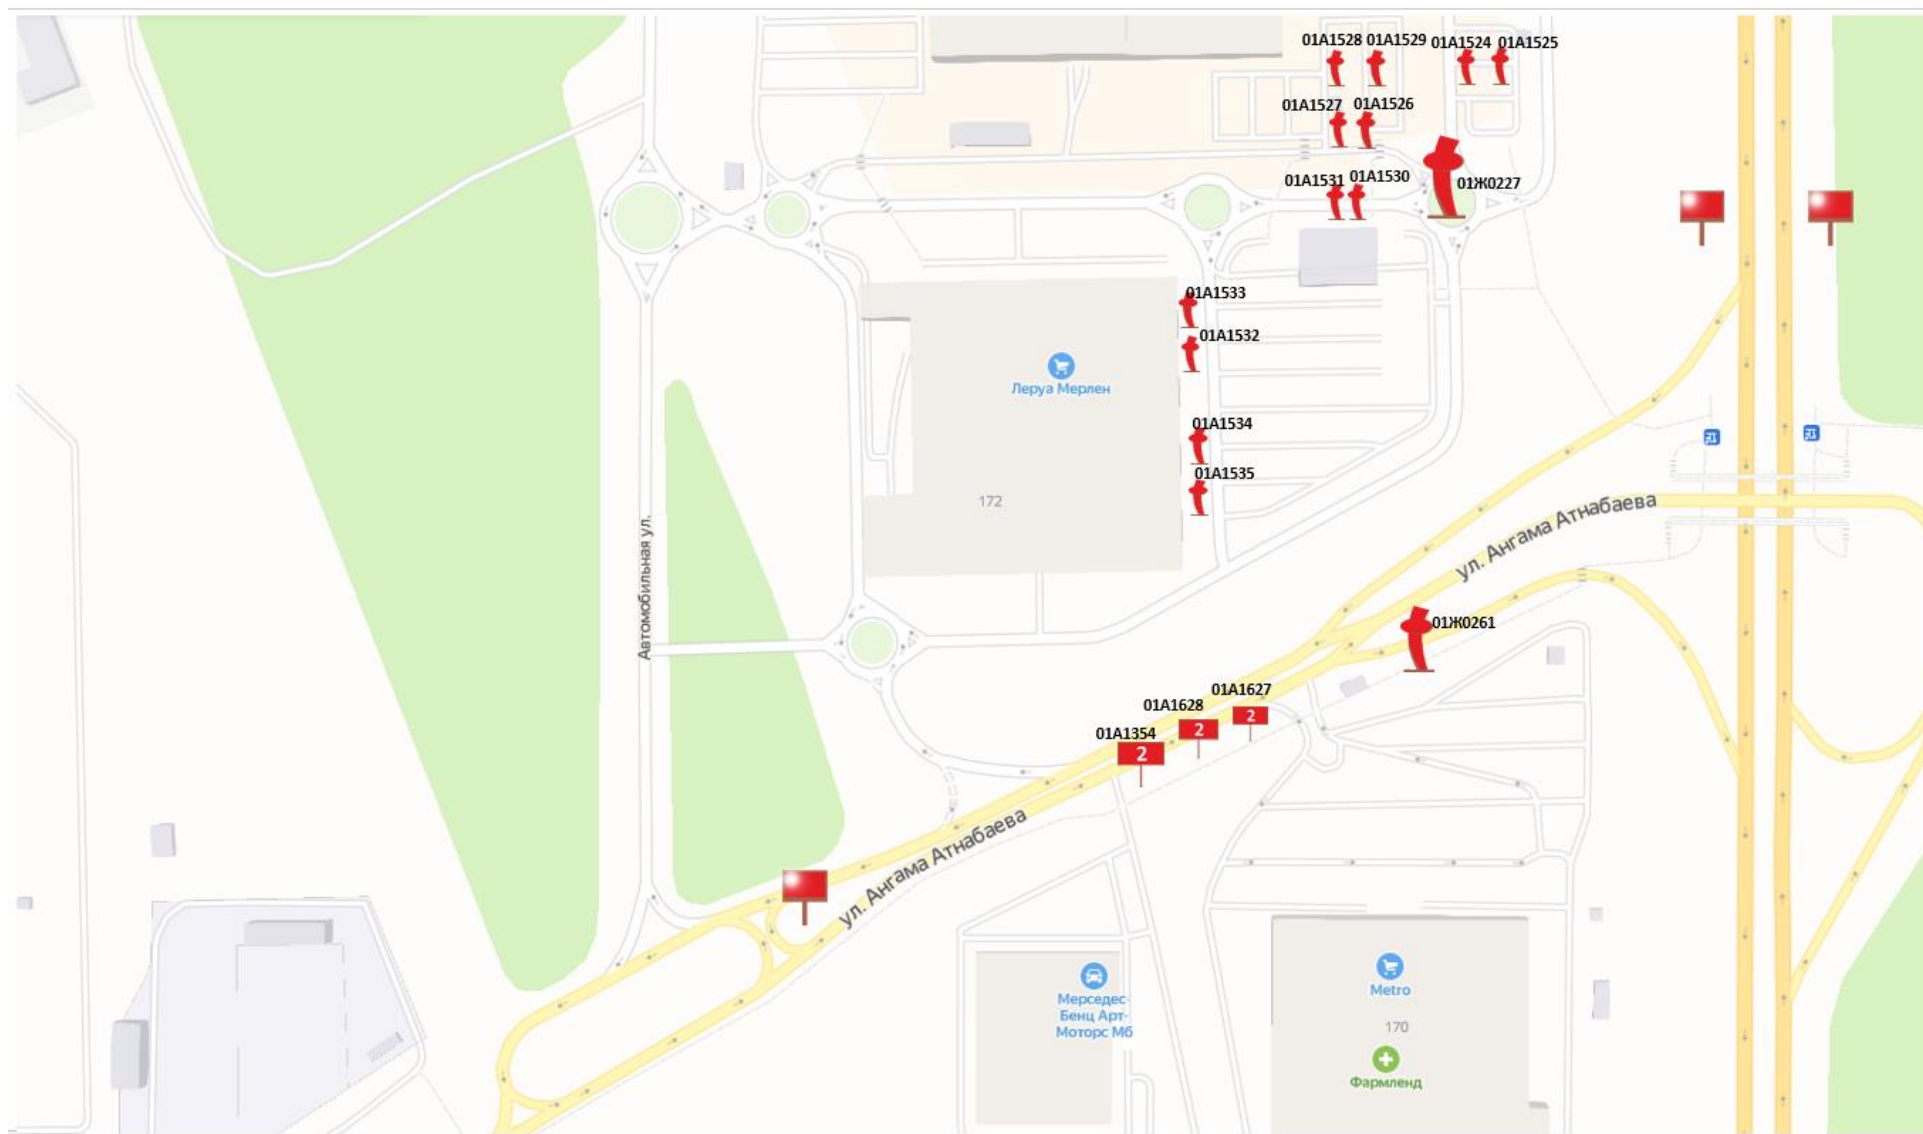 01А1528 01А1529 01А1524 01А1525
01А1527 01А1526
01А1531 01А1530 01Ж0227
01А1533
01А1532
Леруа Мерлен
01А1534
01А1535
172
ул. Ангама Атнабаева
Автомобильная ул.
01Ж0261
01А1627
2
01А1628
2
01А1354
2
ул. Ангама Атнабаева
Мерседес-
Бенц Арт-
Моторс Мб
Metro
170
Фармленд